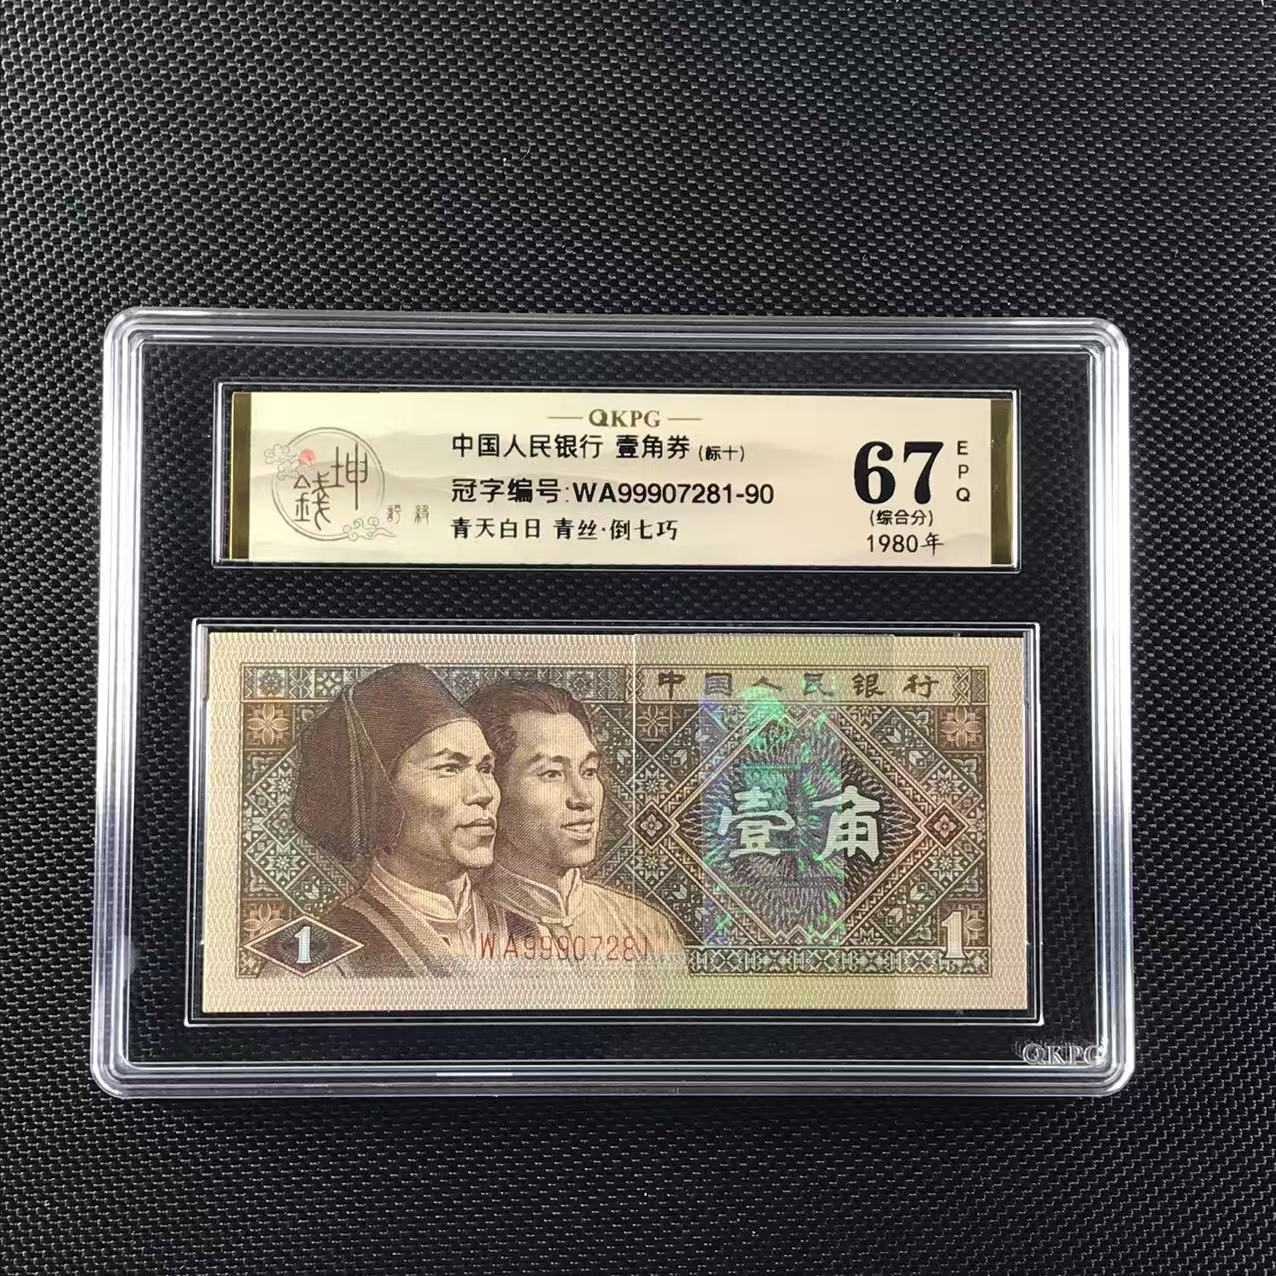 QKPG
中国人民银行 壹角券 (标十)
冠字编号:WA99907281-90
青天白日 青丝·倒七巧
67
EPQ
(综合分)
1980年
坤
錢
評級
中国人民银行
壹角
1
WA99907281
1
QKPG